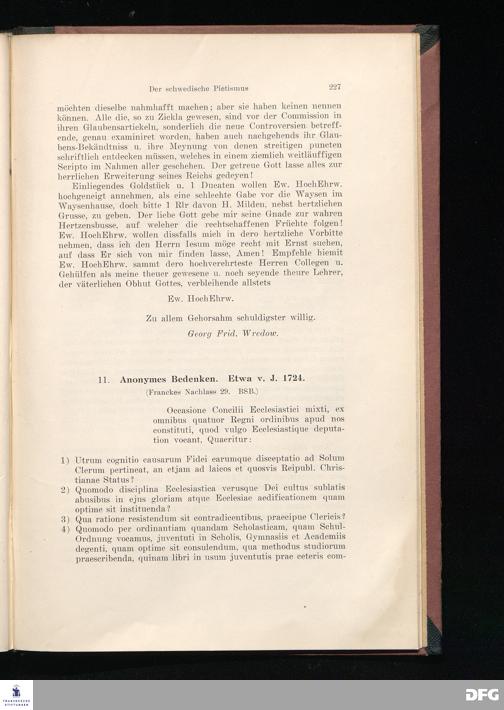 Der schwedische Pietismus 227
möchten dieselbe nahmhafft machen; aber sie haben keinen nennen
können. Alle die, so zu Zickla gewesen, sind vor der Commission in
ihren Glaubensartickeln, sonderlich die neue Controversien betreff-
ende, genau examiniret worden, haben auch nachgehends ihr Glau-
bens-Bekändtniss u. ihre Meynung von denen streitigen puncten
schrifftlich entdecken müssen, welches in einem ziemlich weitläuffigen
Scripto im Nahmen aller geschehen. Der getreue Gott lasse alles zur
herrlichen Erweiterung seines Reichs gedeyen!
Einliegendes Goldstück u. 1 Ducaten wollen Ew. HochEhrw.
hochgeneigt annehmen, als eine schlechte Gabe vor die Waysen im
Waysenhause, doch bitte 1 Rlr davon H. Milden, nebst hertzlichen
Grusse, zu geben. Der liebe Gott gebe mir seine Gnade zur wahren
Hertzensbusse, auf welcher die rechtschaffenen Früchte folgen!
Ew. HochEhrw. wollen dissfalls mich in dero hertzliche Vorbitte
nehmen, dass ich den Herrn Iesum möge recht mit Ernst suchen,
auf dass Er sich von mir finden lasse, Amen! Empfehle hiemit
Ew. HochEhrw. sammt dero hochverehrteste Herren Collegen u.
Gehülfen als meine theuer gewesene u. noch seyende theure Lehrer,
der väterlichen Obhut Gottes, verbleihende allstets
Ew. HochEhrw.
Zu allem Gehorsahm schuldigster willig.
Georg Frid. Wredow.
11. Anonymes Bedenken. Etwa v. J. 1724.
(Franckes Nachlass 29. BSB.)
Occasione Concilii Ecclesiastici mixti, ex
omnibus quatuor Regni ordinibus apud nos
constituti, quod vulgo Ecclesiastique deputa-
tion vocant, Quaeritur:
1) Utrum cognitio causarum Fidei earumque disceptatio ad Solum
Clerum pertineat, an etjam ad laicos et quosvis Reipubl. Chris-
tianae Status?
2) Quomodo disciplina Ecclesiastica verusque Dei cultus sublatis
abusibus in ejus gloriam atque Ecclesiae aedificationem quam
optime sit instituenda?
3) Qua ratione resistendum sit contradicentibus, praecipue Clericis?
4) Quomodo per ordinantiam quandam Scholasticam, quam Schul-
Ordnung vocamus, juventuti in Scholis, Gymnasiis et Academiis
degenti, quam optime sit consulendum, qua methodus studiorum
praescribenda, quinam libri in usum juventutis prae ceteris com-
FRANCKESCHE
STIFTUNGEN
DFG